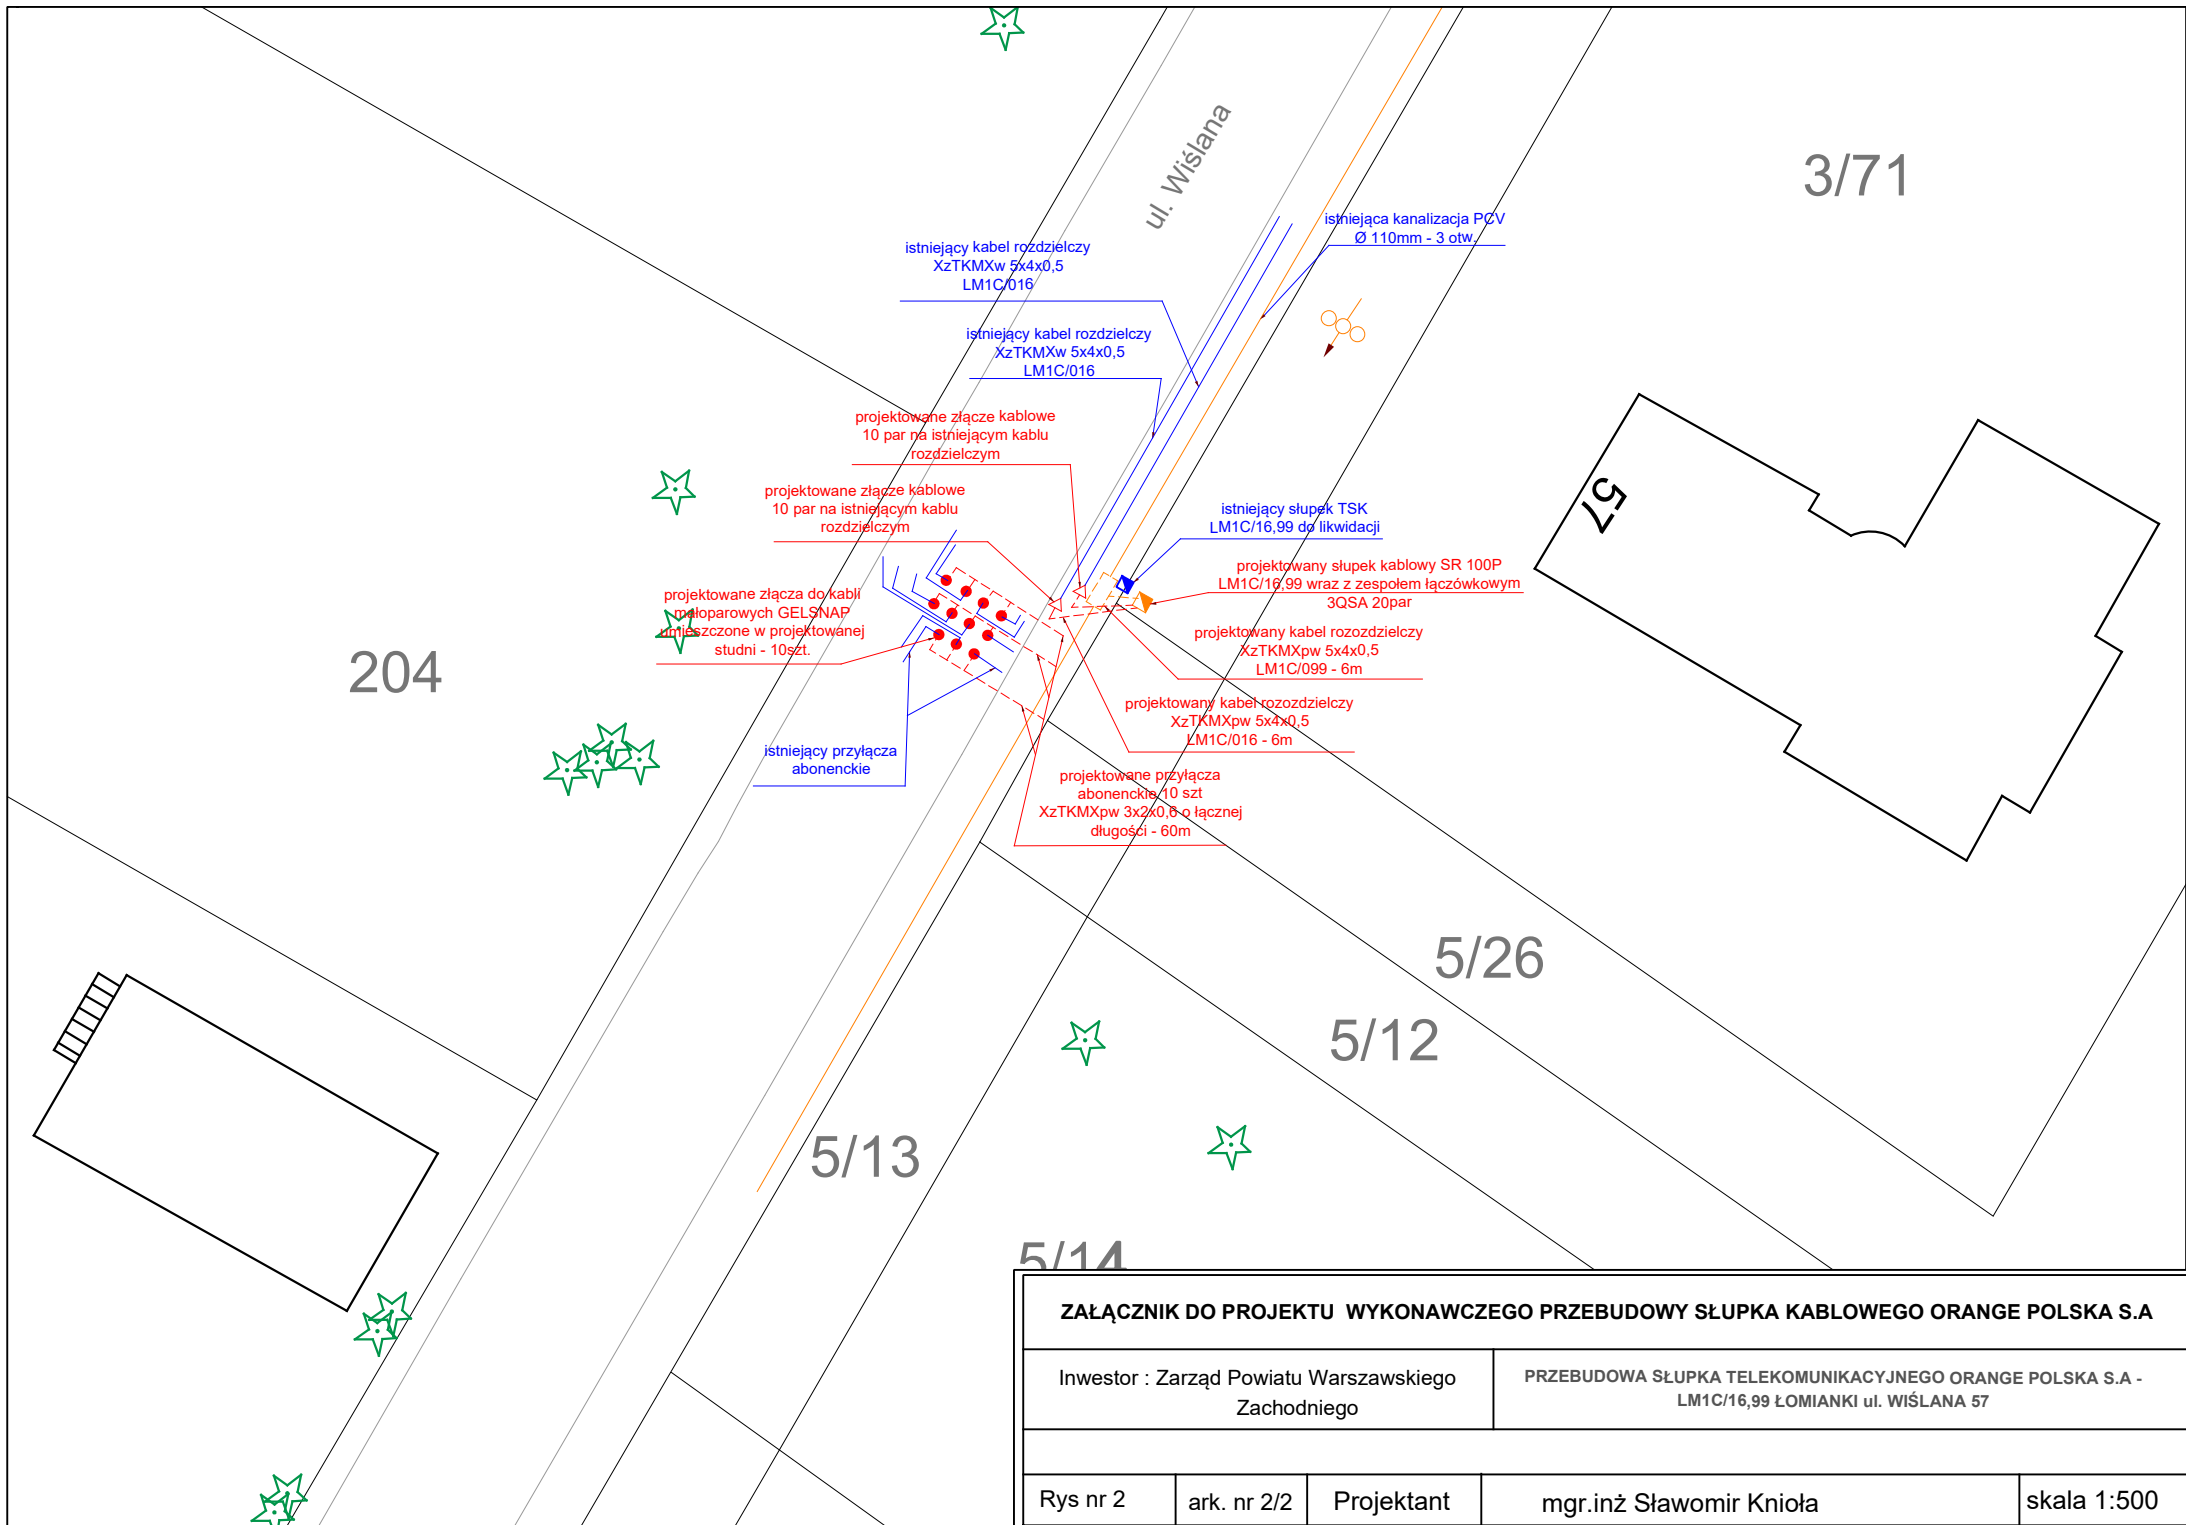 ul. Wiślana
3/71
istniejąca kanalizacja PCV
Ø 110mm - 3 otw.
istniejący kabel rozdzielczy
XzTKMXw 5x4x0,5
LM1C/016
istniejący kabel rozdzielczy
XzTKMXw 5x4x0,5
LM1C/016
projektowane złącze kablowe
10 par na istniejącym kablu
rozdzielczym
projektowane złącze kablowe
10 par na istniejącym kablu
rozdzielczym
57
istniejący słupek TSK
LM1C/16,99 do likwidacji
projektowany słupek kablowy SR 100P
LM1C/16,99 wraz z zespołem łączówkowym
3QSA 20par
projektowane złącza do kabli
małoparowych GELSNAP
umieszczone w projektowanej
studni - 10szt.
projektowany kabel rozozdzielczy
XzTKMXpw 5x4x0,5
LM1C/099 - 6m
204
projektowany kabel rozozdzielczy
XzTKMXpw 5x4x0,5
LM1C/016 - 6m
istniejący przyłącza
abonenckie
projektowane przyłącza
abonenckie 10 szt
XzTKMXpw 3x2x0,6 o łącznej
długości - 60m
5/26
5/12
5/13
5/14
ZAŁĄCZNIK DO PROJEKTU WYKONAWCZEGO PRZEBUDOWY SŁUPKA KABLOWEGO ORANGE POLSKA S.A
Inwestor : Zarząd Powiatu Warszawskiego
Zachodniego
PRZEBUDOWA SŁUPKA TELEKOMUNIKACYJNEGO ORANGE POLSKA S.A -
LM1C/16,99 ŁOMIANKI ul. WIŚLANA 57
Rys nr 2
ark. nr 2/2
Projektant
mgr.inż Sławomir Knioła
skala 1:500